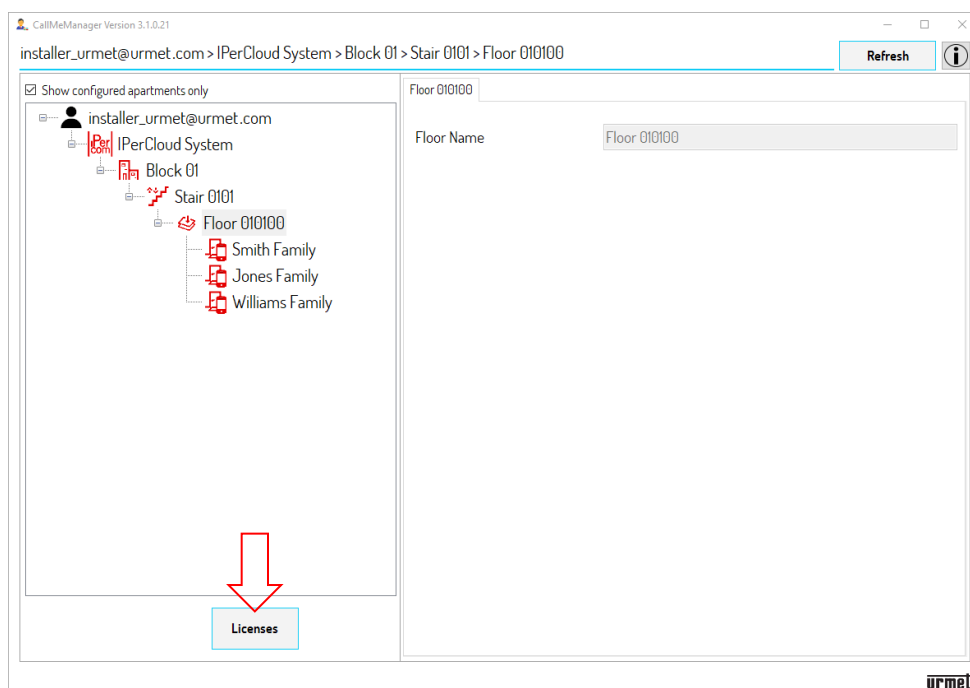 CallMeManager Version 3.1.0.21
installer_urmet@urmet.com > IPerCloud System > Block 01 > Stair 0101 > Floor 010100
Refresh
Show configured apartments only
Floor 010100
installer_urmet@urmet.com
IPer
com
IPerCloud System
Block 01
Stair 0101
Floor 010100
Smith Family
Jones Family
Williams Family
Floor Name
Floor 010100
Licenses
urmet